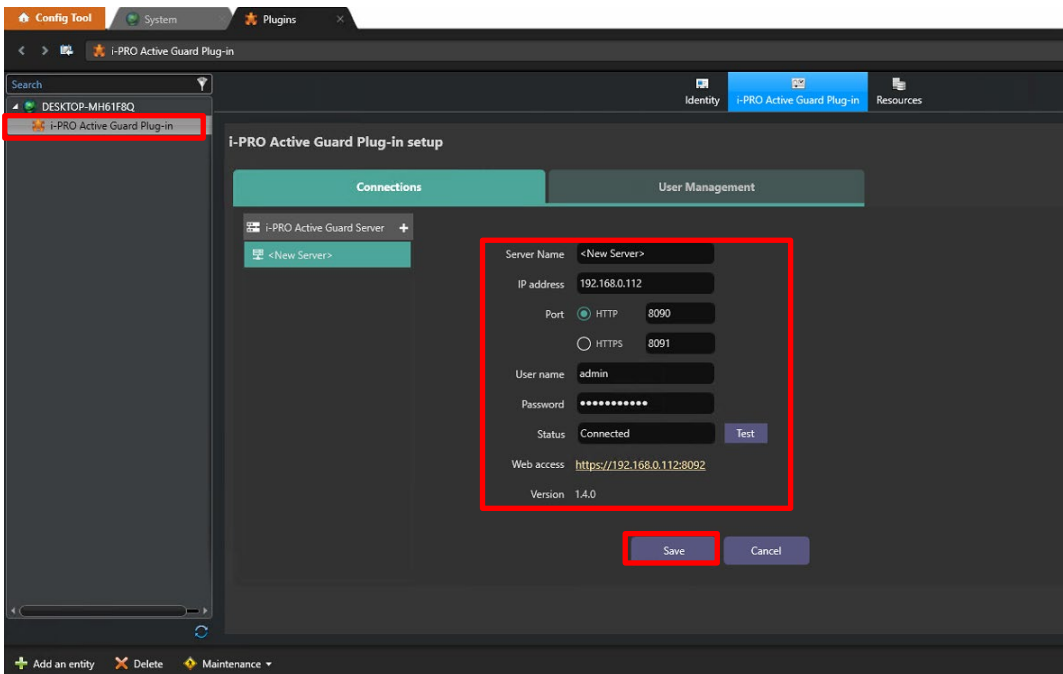 Config Tool
System
Plugins
i-PRO Active Guard Plug-in
Search
DESKTOP-MH61F8Q
i-PRO Active Guard Plug-in
Identity
i-PRO Active Guard Plug-in
Resources
i-PRO Active Guard Plug-in setup
Connections
User Management
i-PRO Active Guard Server +
<New Server>
Server Name <New Server>
IP address 192.168.0.112
Port HTTP 8090
HTTPS 8091
User name admin
Password •••••••••••
Status Connected Test
Web access https://192.168.0.112:8092
Version 1.4.0
Save Cancel
Add an entity Delete Maintenance